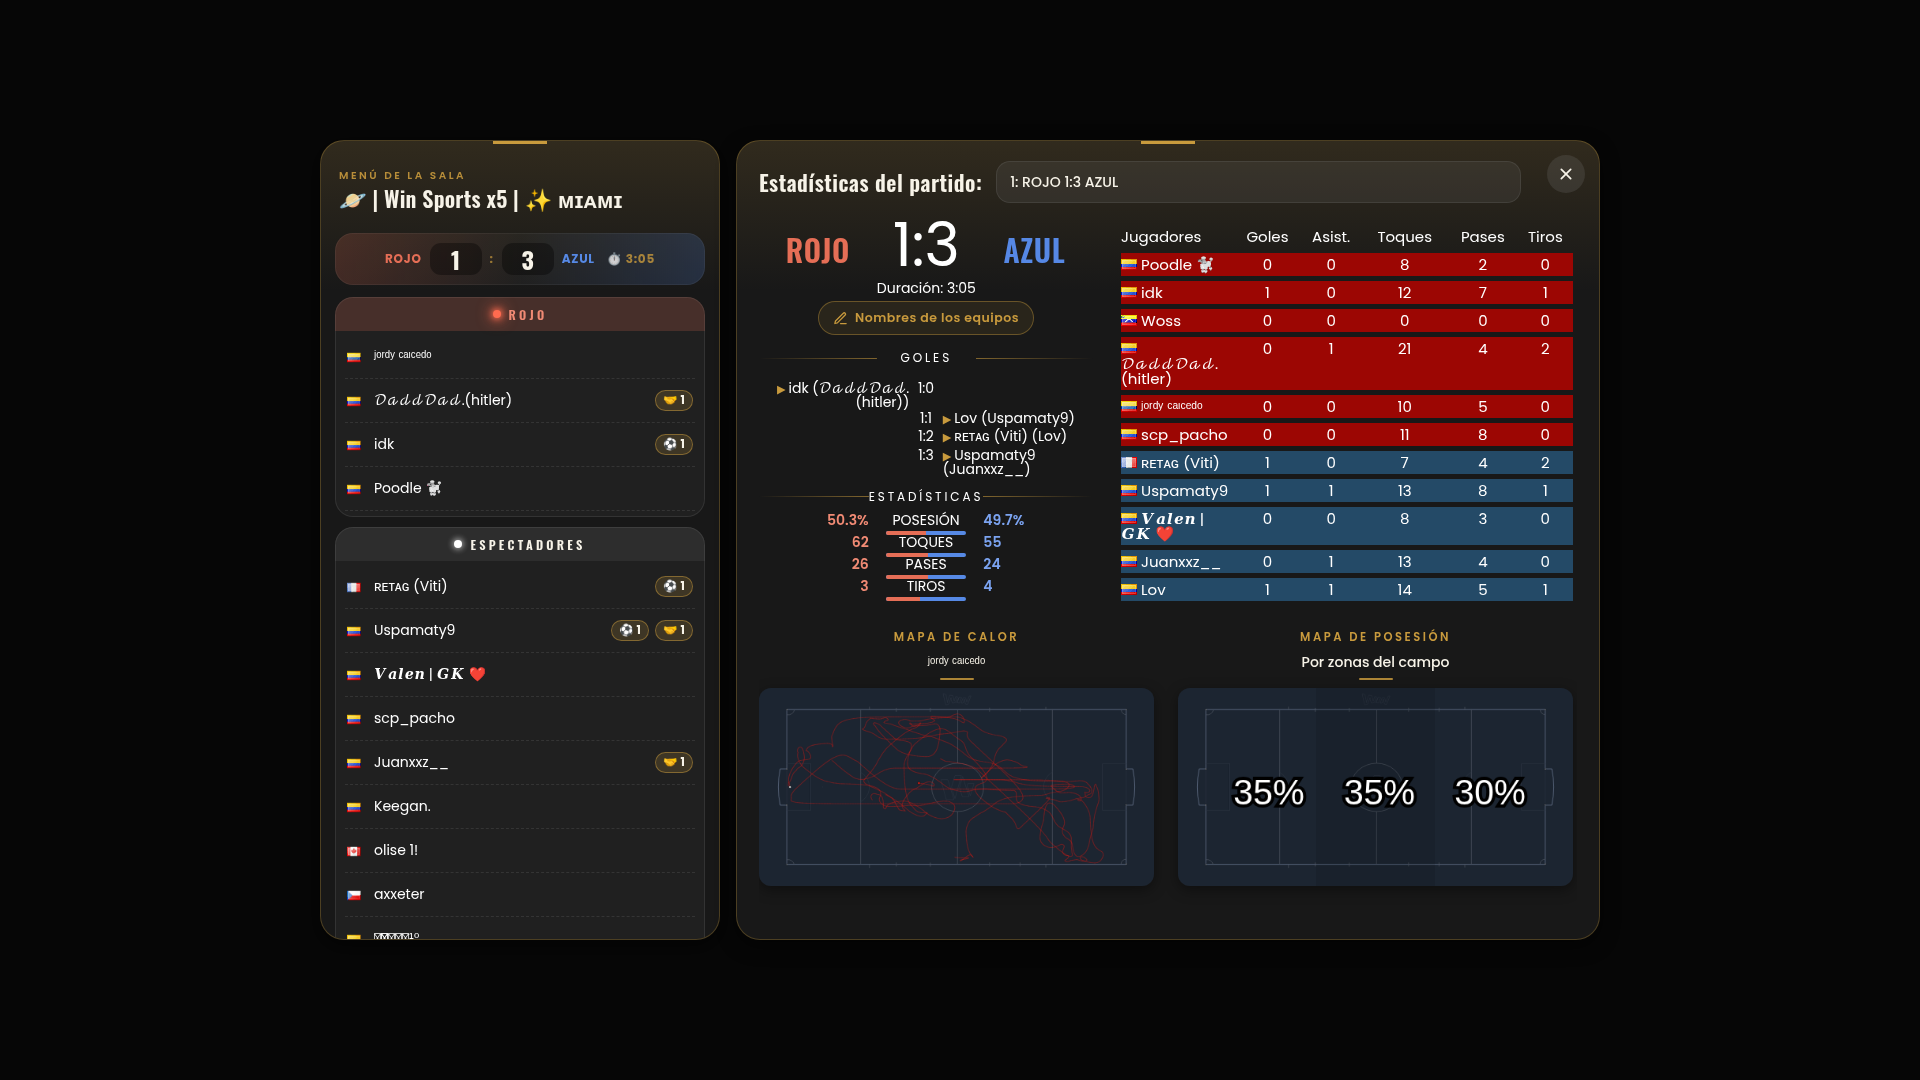 MENÚ DE LA SALA
🪐 | Win Sports x5 | ✨ ᴍɪᴀᴍɪ
ROJO 1 : 3 AZUL ⏱️ 3:05
ROJO
jordy caıcedo
𝓓𝓪𝓭𝓭𝓓𝓪𝓭.(hitler) 🤝 1
idk ⚽ 1
Poodle 🐩
ESPECTADORES
ʀᴇᴛᴀɢ (Viti) ⚽ 1
Uspamaty9 ⚽ 1 🤝 1
𝑽𝒂𝒍𝒆𝒏 | 𝑮𝑲 ❤️
scp_pacho
Juanxxz__ 🤝 1
Keegan.
olise 1!
axxeter
Estadísticas del partido: 1: ROJO 1:3 AZUL
ROJO 1:3 AZUL
Duración: 3:05
Nombres de los equipos
GOLES
▶ idk (𝓓𝓪𝓭𝓭𝓓𝓪𝓭. 1:0
(hitler))
1:1 ▶ Lov (Uspamaty9)
1:2 ▶ ʀᴇᴛᴀɢ (Viti) (Lov)
1:3 ▶ Uspamaty9
(Juanxxz__)
ESTADÍSTICAS
50.3% POSESIÓN 49.7%
62 TOQUES 55
26 PASES 24
3 TIROS 4
Jugadores Goles Asist. Toques Pases Tiros
Poodle 🐩 0 0 8 2 0
idk 1 0 12 7 1
Woss 0 0 0 0 0
𝓓𝓪𝓭𝓭𝓓𝓪𝓭. 0 1 21 4 2
(hitler)
jordy caıcedo 0 0 10 5 0
scp_pacho 0 0 11 8 0
ʀᴇᴛᴀɢ (Viti) 1 0 7 4 2
Uspamaty9 1 1 13 8 1
𝑽𝒂𝒍𝒆𝒏 | 0 0 8 3 0
𝑮𝑲 ❤️
Juanxxz__ 0 1 13 4 0
Lov 1 1 14 5 1
MAPA DE CALOR
jordy caıcedo
MAPA DE POSESIÓN
Por zonas del campo
35% 35% 30%